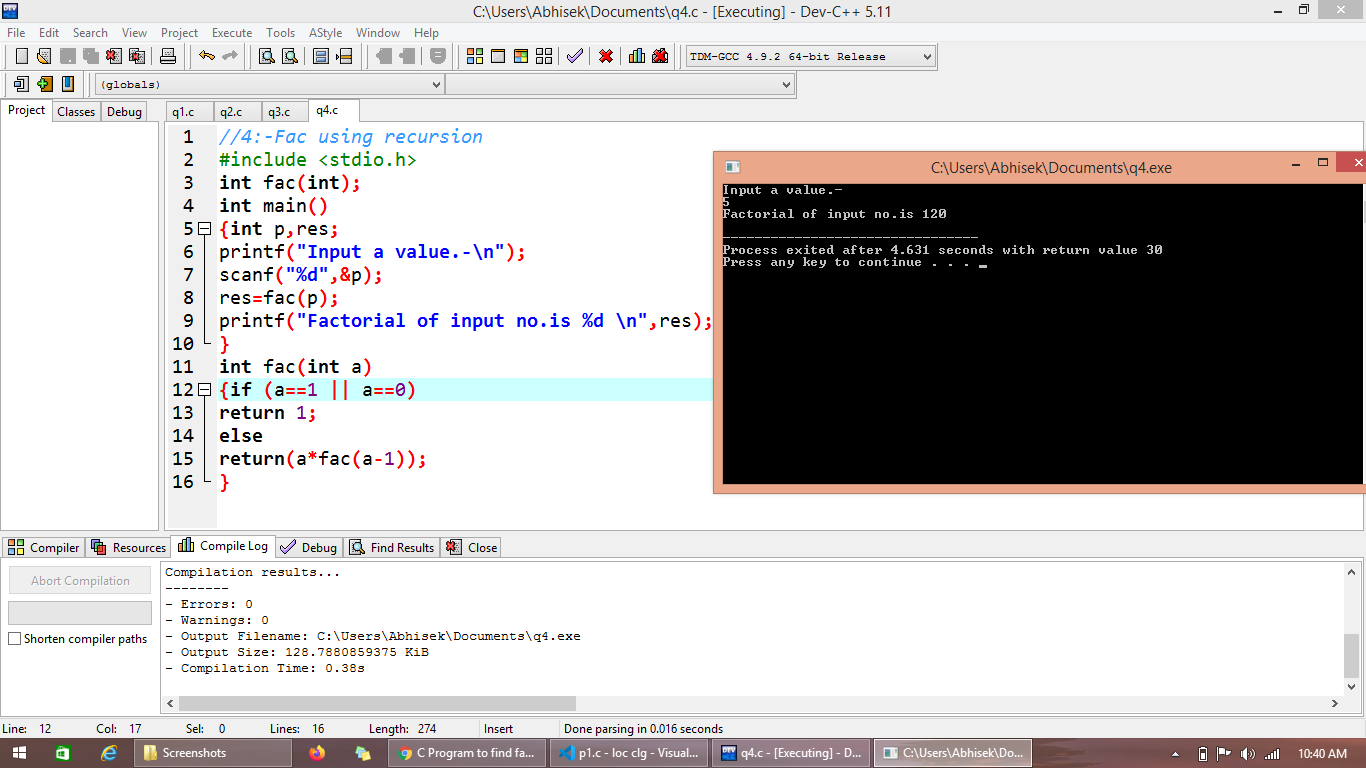 C:\Users\Abhisek\Documents\q4.c - [Executing] - Dev-C++ 5.11
File Edit Search View Project Execute Tools AStyle Window Help
TDM-GCC 4.9.2 64-bit Release
(globals)
Project Classes Debug
q1.c q2.c q3.c q4.c
1 //4:-Fac using recursion
2 #include <stdio.h>
3 int fac(int);
4 int main()
5 {int p,res;
6 printf("Input a value.-\n");
7 scanf("%d",&p);
8 res=fac(p);
9 printf("Factorial of input no.is %d \n",res);
10 }
11 int fac(int a)
12 {if (a==1 || a==0)
13 return 1;
14 else
15 return(a*fac(a-1));
16 }
C:\Users\Abhisek\Documents\q4.exe
Input a value.-
5
Factorial of input no.is 120
--------------------------------
Process exited after 4.631 seconds with return value 30
Press any key to continue . . . _
Compiler Resources Compile Log Debug Find Results Close
Abort Compilation
Shorten compiler paths
Compilation results...
--------
- Errors: 0
- Warnings: 0
- Output Filename: C:\Users\Abhisek\Documents\q4.exe
- Output Size: 128.7880859375 KiB
- Compilation Time: 0.38s
Line: 12 Col: 17 Sel: 0 Lines: 16 Length: 274 Insert Done parsing in 0.016 seconds
Screenshots C Program to find fa... p1.c - loc clg - Visual... q4.c - [Executing] - D... C:\Users\Abhisek\Do... 10:40 AM